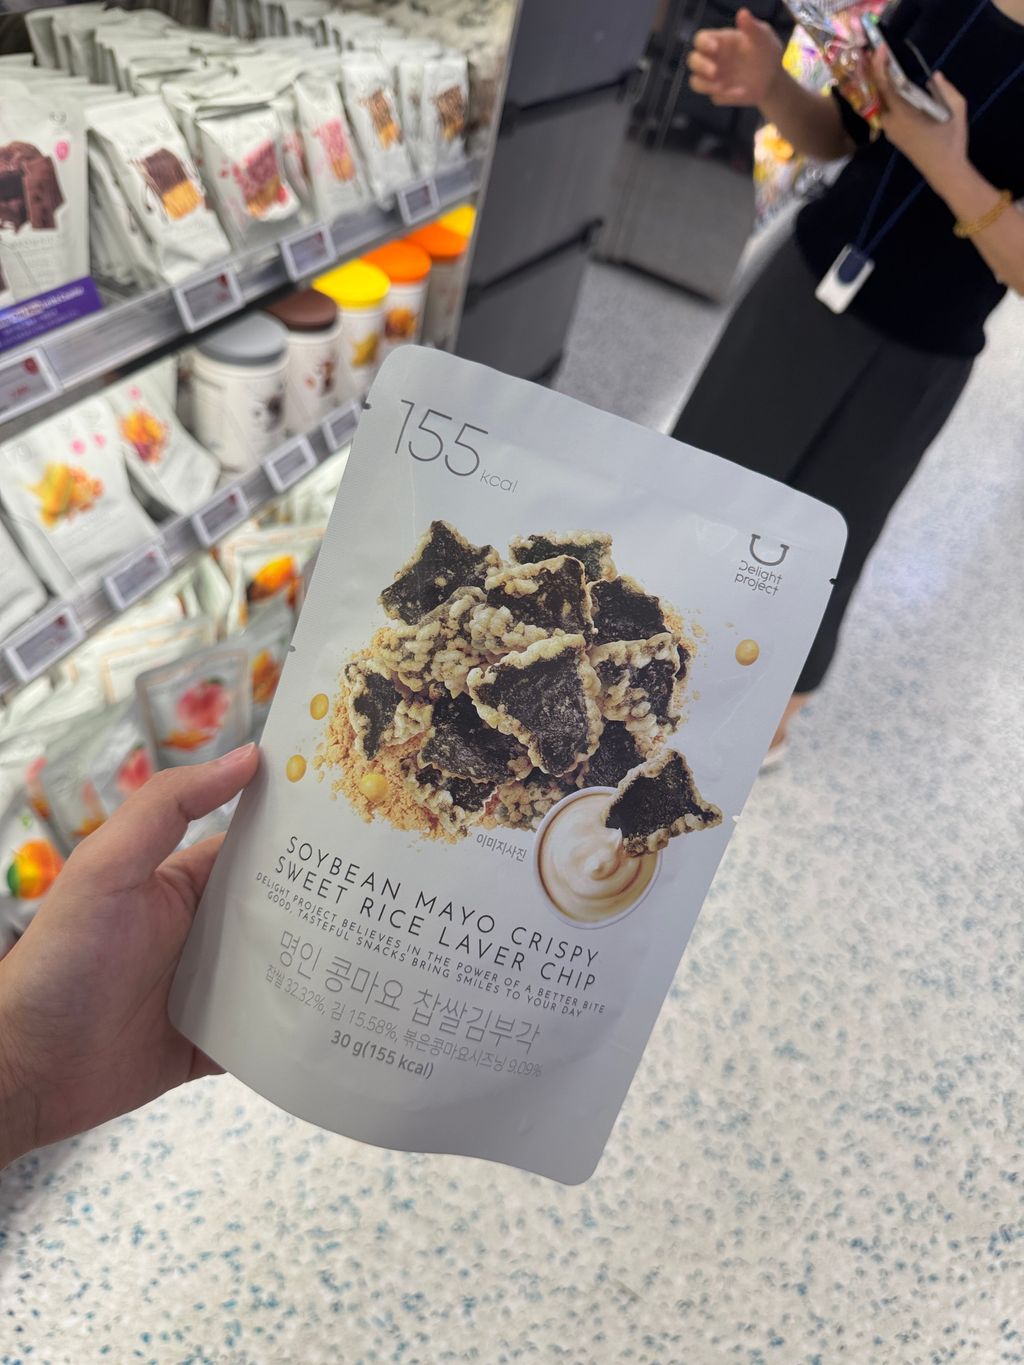 155 kcal
Delight
project
이미지사진
SOYBEAN MAYO CRISPY
SWEET RICE LAVER CHIP
DELIGHT PROJECT BELIEVES IN THE POWER OF A BETTER BITE
GOOD, TASTEFUL SNACKS BRING SMILES TO YOUR DAY
명인 콩마요 찹쌀김부각
찹쌀 32.32%, 김 15.58%, 볶은콩마요시즈닝 9.09%
30 g(155 kcal)